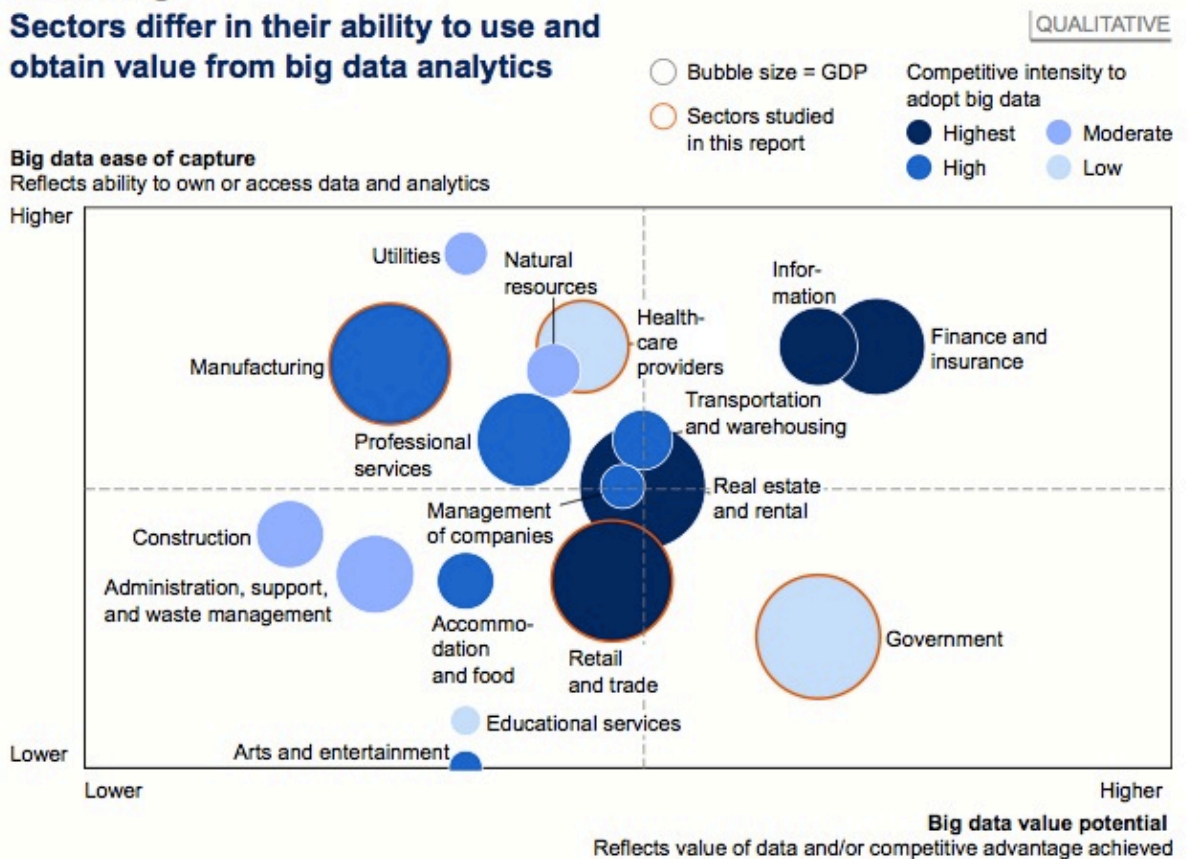 Sectors differ in their ability to use and
obtain value from big data analytics
QUALITATIVE
Bubble size = GDP
Sectors studied
in this report
Competitive intensity to
adopt big data
Highest
Moderate
High
Low
Big data ease of capture
Reflects ability to own or access data and analytics
Higher
Utilities
Natural
resources
Infor-
mation
Health-
care
providers
Finance and
insurance
Manufacturing
Transportation
and warehousing
Professional
services
Real estate
and rental
Management
of companies
Construction
Administration, support,
and waste management
Accommo-
dation
and food
Retail
and trade
Government
Educational services
Arts and entertainment
Lower
Lower
Higher
Big data value potential
Reflects value of data and/or competitive advantage achieved